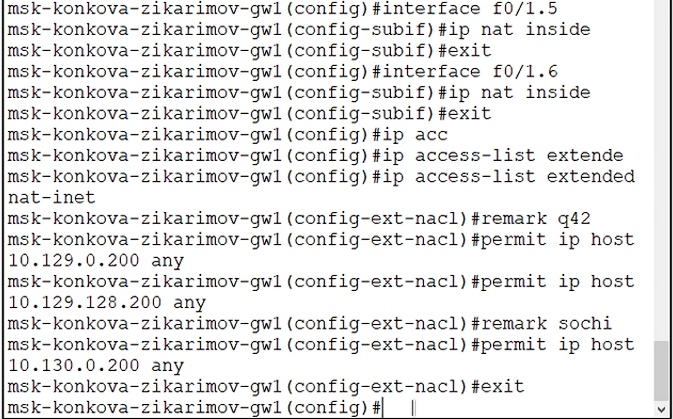 msk-konkova-zikarimov-gw1(config)#interface f0/1.5
msk-konkova-zikarimov-gw1(config-subif)#ip nat inside
msk-konkova-zikarimov-gw1(config-subif)#exit
msk-konkova-zikarimov-gw1(config)#interface f0/1.6
msk-konkova-zikarimov-gw1(config-subif)#ip nat inside
msk-konkova-zikarimov-gw1(config-subif)#exit
msk-konkova-zikarimov-gw1(config)#ip acc
msk-konkova-zikarimov-gw1(config)#ip access-list extende
msk-konkova-zikarimov-gw1(config)#ip access-list extended
nat-inet
msk-konkova-zikarimov-gw1(config-ext-nacl)#remark q42
msk-konkova-zikarimov-gw1(config-ext-nacl)#permit ip host
10.129.0.200 any
msk-konkova-zikarimov-gw1(config-ext-nacl)#permit ip host
10.129.128.200 any
msk-konkova-zikarimov-gw1(config-ext-nacl)#remark sochi
msk-konkova-zikarimov-gw1(config-ext-nacl)#permit ip host
10.130.0.200 any
msk-konkova-zikarimov-gw1(config-ext-nacl)#exit
msk-konkova-zikarimov-gw1(config)#